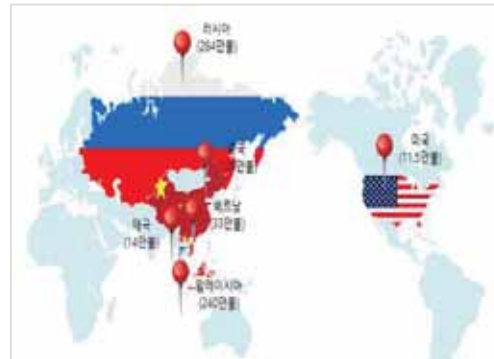 러시아
(284만불)
미국
(11.5만불)
베트남
(33만불)
태국
(14만불)
말레이시아
(240만불)